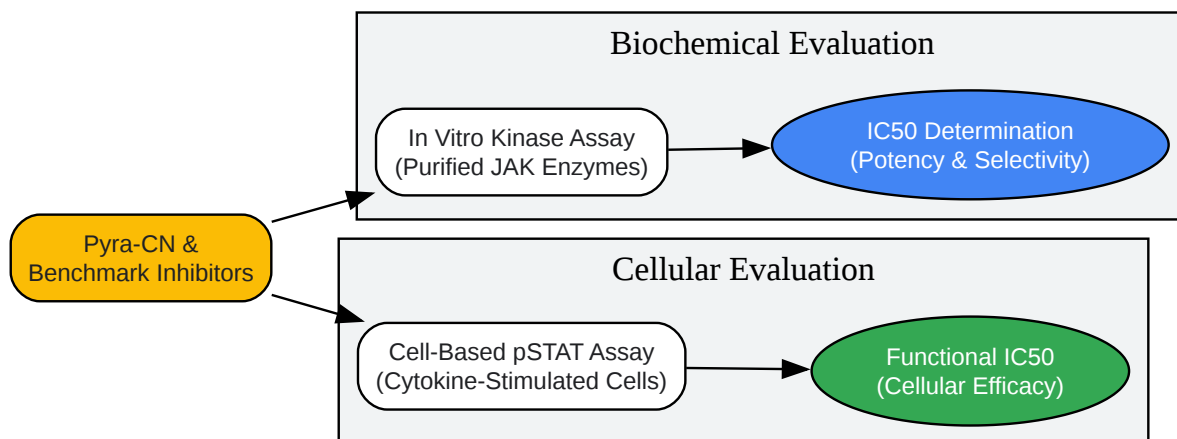 Biochemical Evaluation
In Vitro Kinase Assay
(Purified JAK Enzymes)
IC50 Determination
(Potency & Selectivity)
Pyra-CN &
Benchmark Inhibitors
Cellular Evaluation
Cell-Based pSTAT Assay
(Cytokine-Stimulated Cells)
Functional IC50
(Cellular Efficacy)